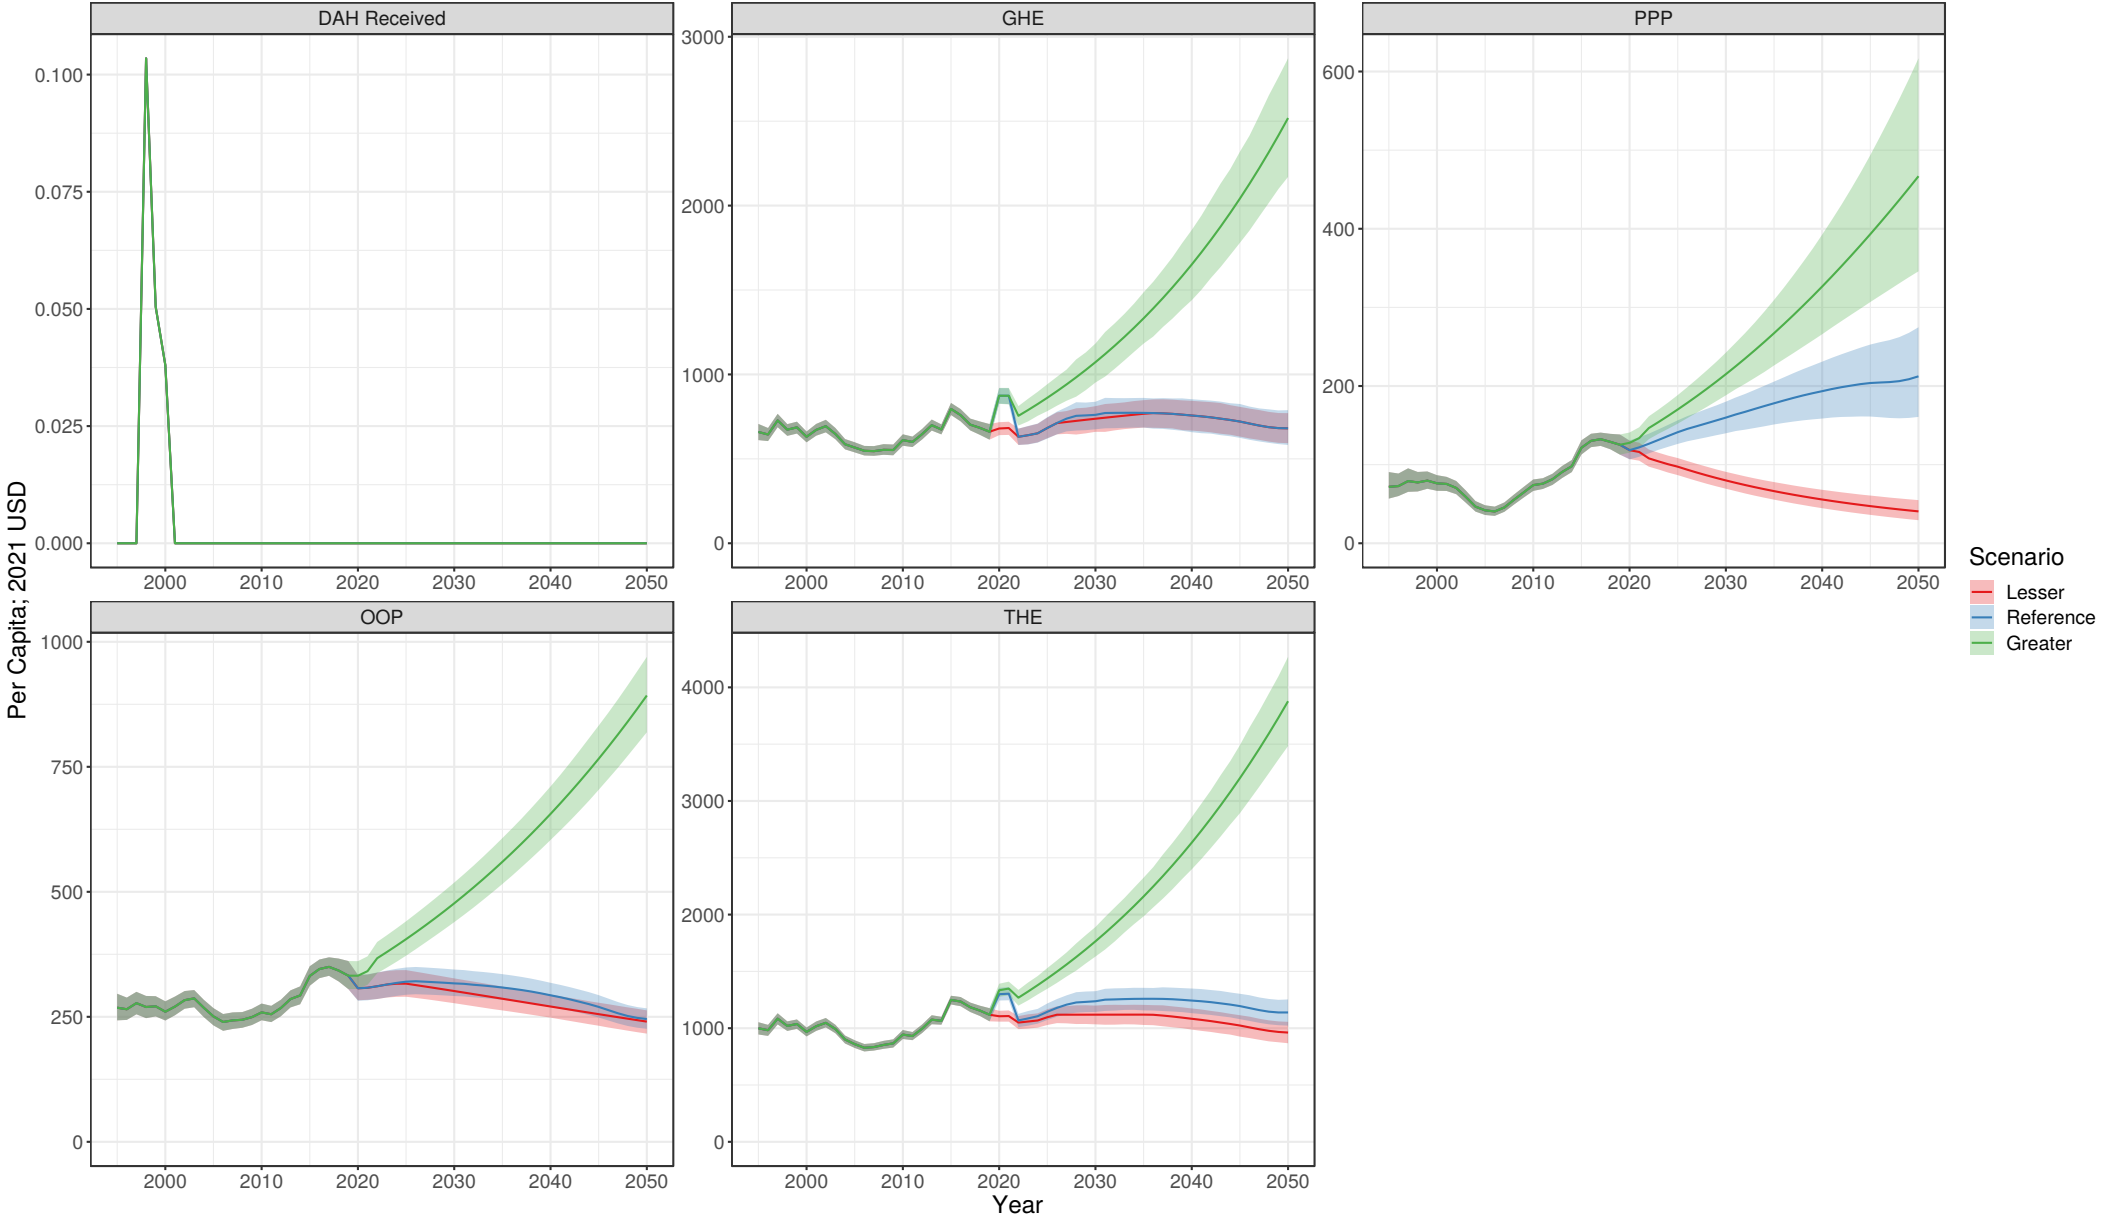 DAH Received
GHE
PPP
0.100
0.075
0.050
0.025
0.000
3000
2000
1000
0
600
400
200
0
2000 2010 2020 2030 2040 2050
2000 2010 2020 2030 2040 2050
2000 2010 2020 2030 2040 2050
OOP
THE
1000
750
500
250
0
4000
3000
2000
1000
0
2000 2010 2020 2030 2040 2050
2000 2010 2020 2030 2040 2050
Per Capita; 2021 USD
Year
Scenario
Lesser
Reference
Greater